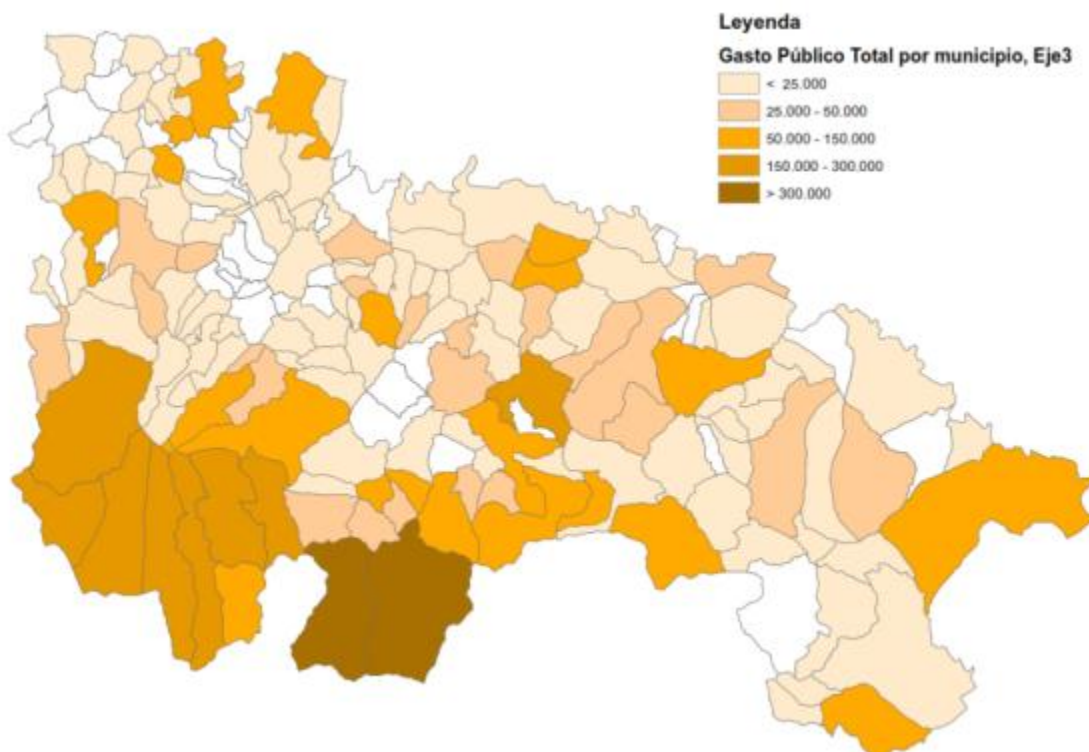 Leyenda
Gasto Público Total por municipio, Eje3
< 25.000
25.000 - 50.000
50.000 - 150.000
150.000 - 300.000
> 300.000